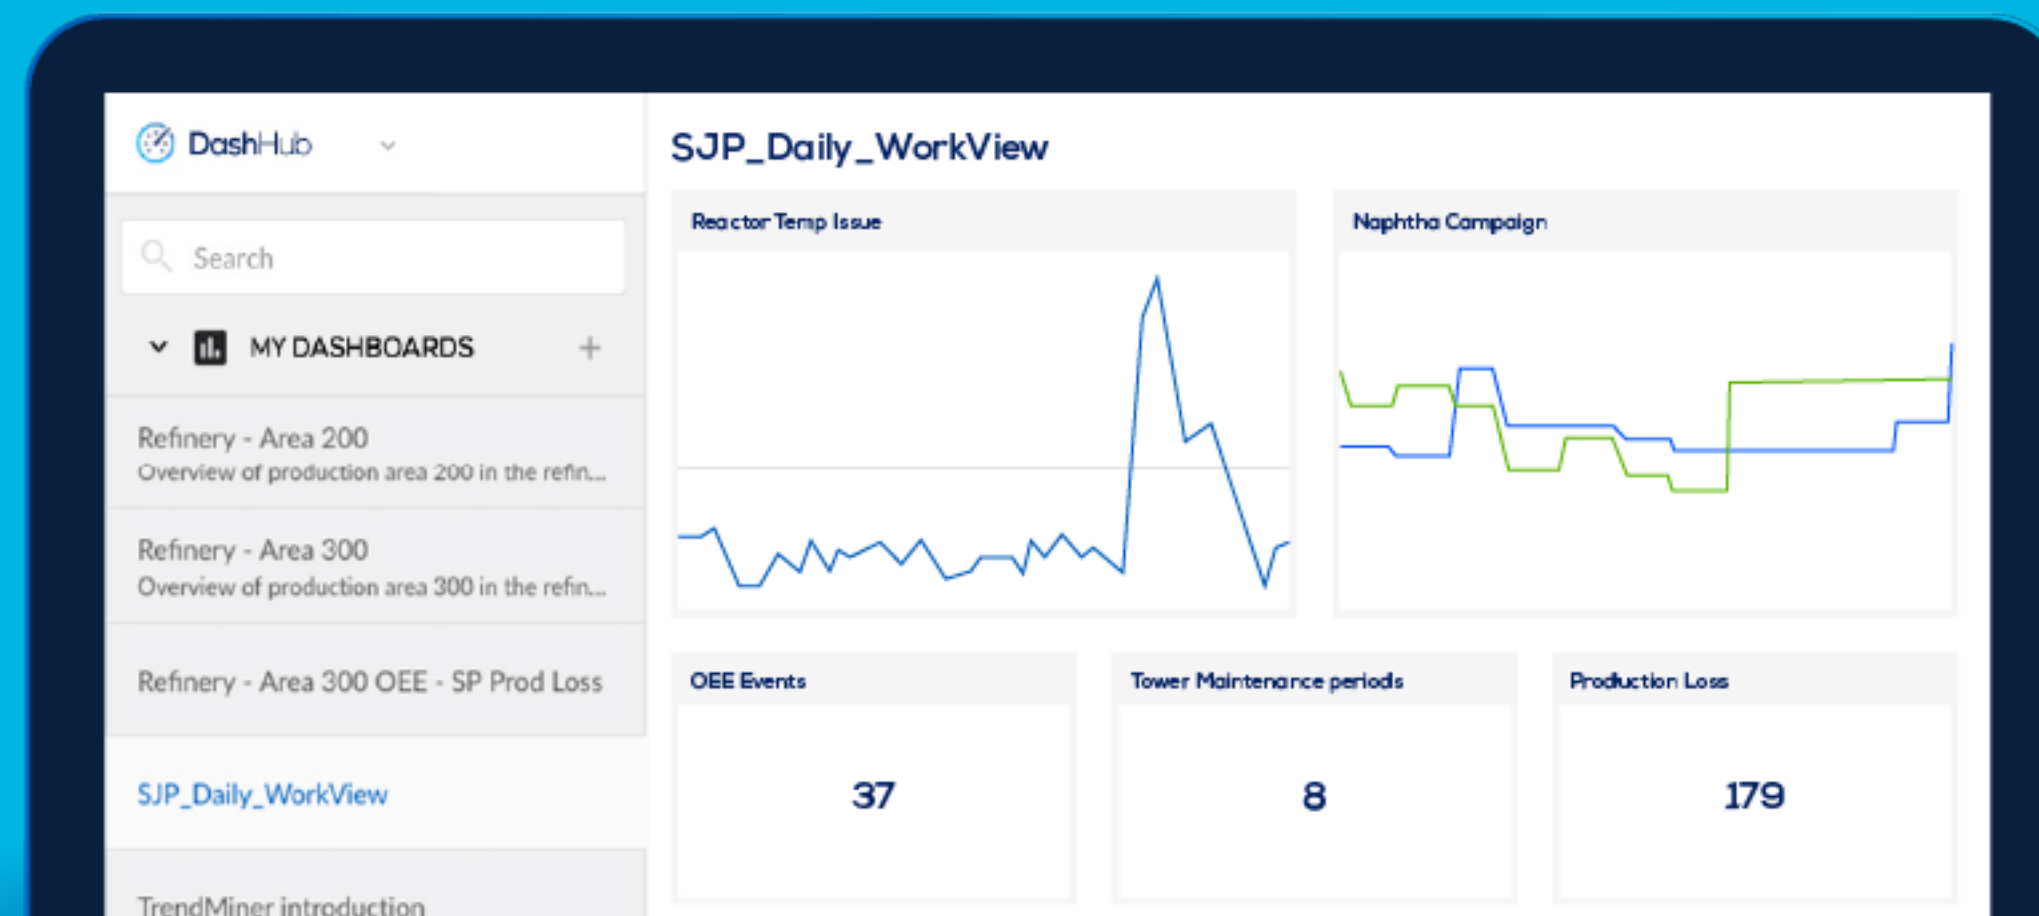 DashHub
Search
MY DASHBOARDS
Refinery - Area 200
Overview of production area 200 in the refin...
Refinery - Area 300
Overview of production area 300 in the refin...
Refinery - Area 300 OEE - SP Prod Loss
SJP_Daily_WorkView
TrendMiner introduction
SJP_Daily_WorkView
Reactor Temp Issue
Naphtha Campaign
OEE Events
37
Tower Maintenance periods
8
Production Loss
179